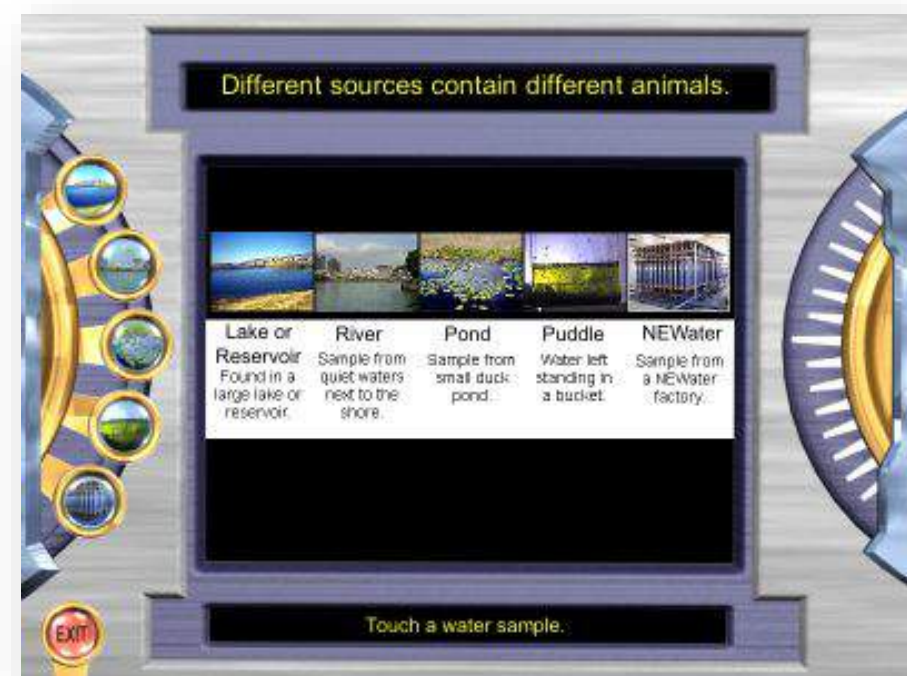 Different sources contain different animals.
Lake or
Reservoir
Found in a
large lake or
reservoir.
River
Sample from
quiet waters
next to the
shore.
Pond
Sample from
small duck
pond.
Puddle
Water left
standing in
a bucket.
NEWater
Sample from
a NEWater
factory.
EXIT
Touch a water sample.